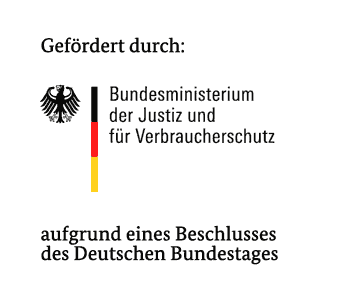 Gefördert durch:
Bundesministerium
der Justiz und
für Verbraucherschutz
aufgrund eines Beschlusses
des Deutschen Bundestages